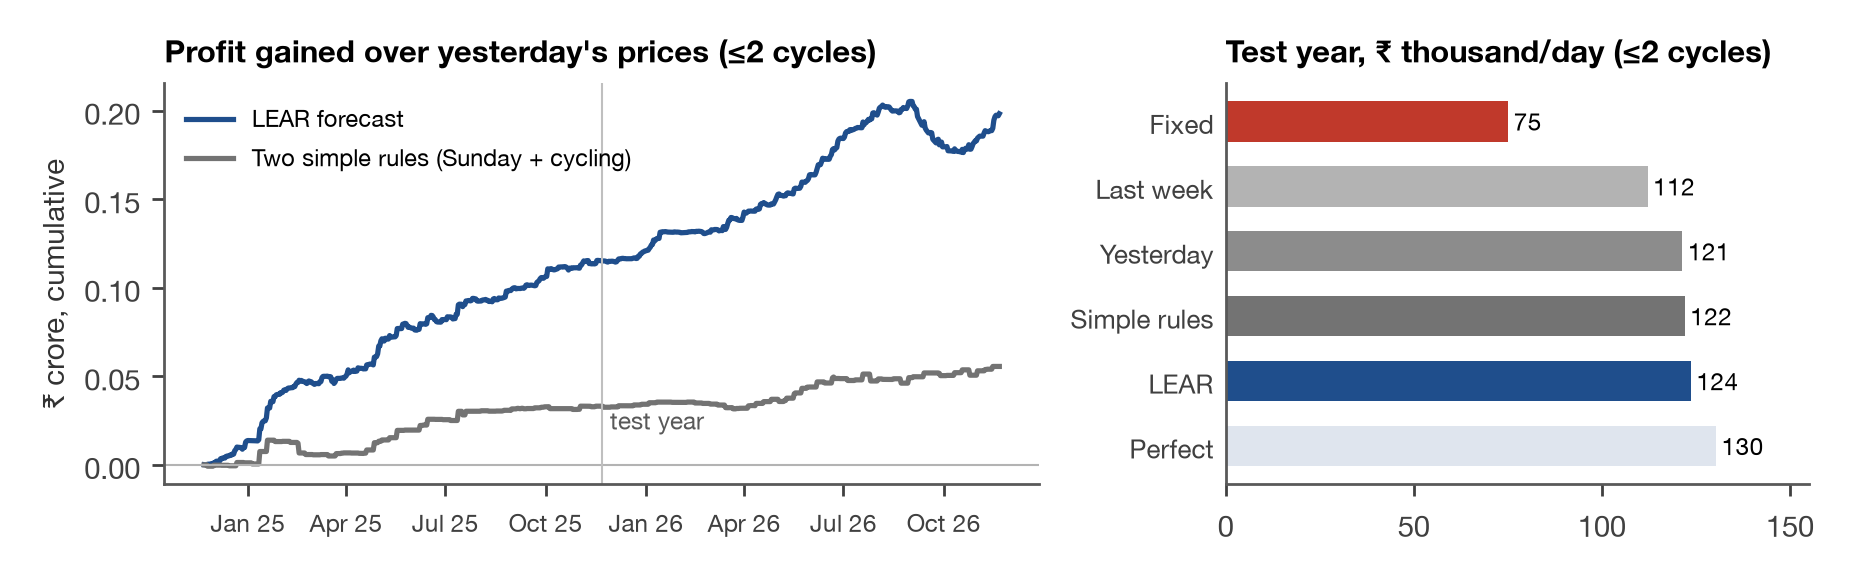 Profit gained over yesterday's prices (≤2 cycles)
₹ crore, cumulative
0.20
0.15
0.10
0.05
0.00
LEAR forecast
Two simple rules (Sunday + cycling)
test year
Jan 25 Apr 25 Jul 25 Oct 25 Jan 26 Apr 26 Jul 26 Oct 26
Test year, ₹ thousand/day (≤2 cycles)
Fixed 75
Last week 112
Yesterday 121
Simple rules 122
LEAR 124
Perfect 130
0 50 100 150